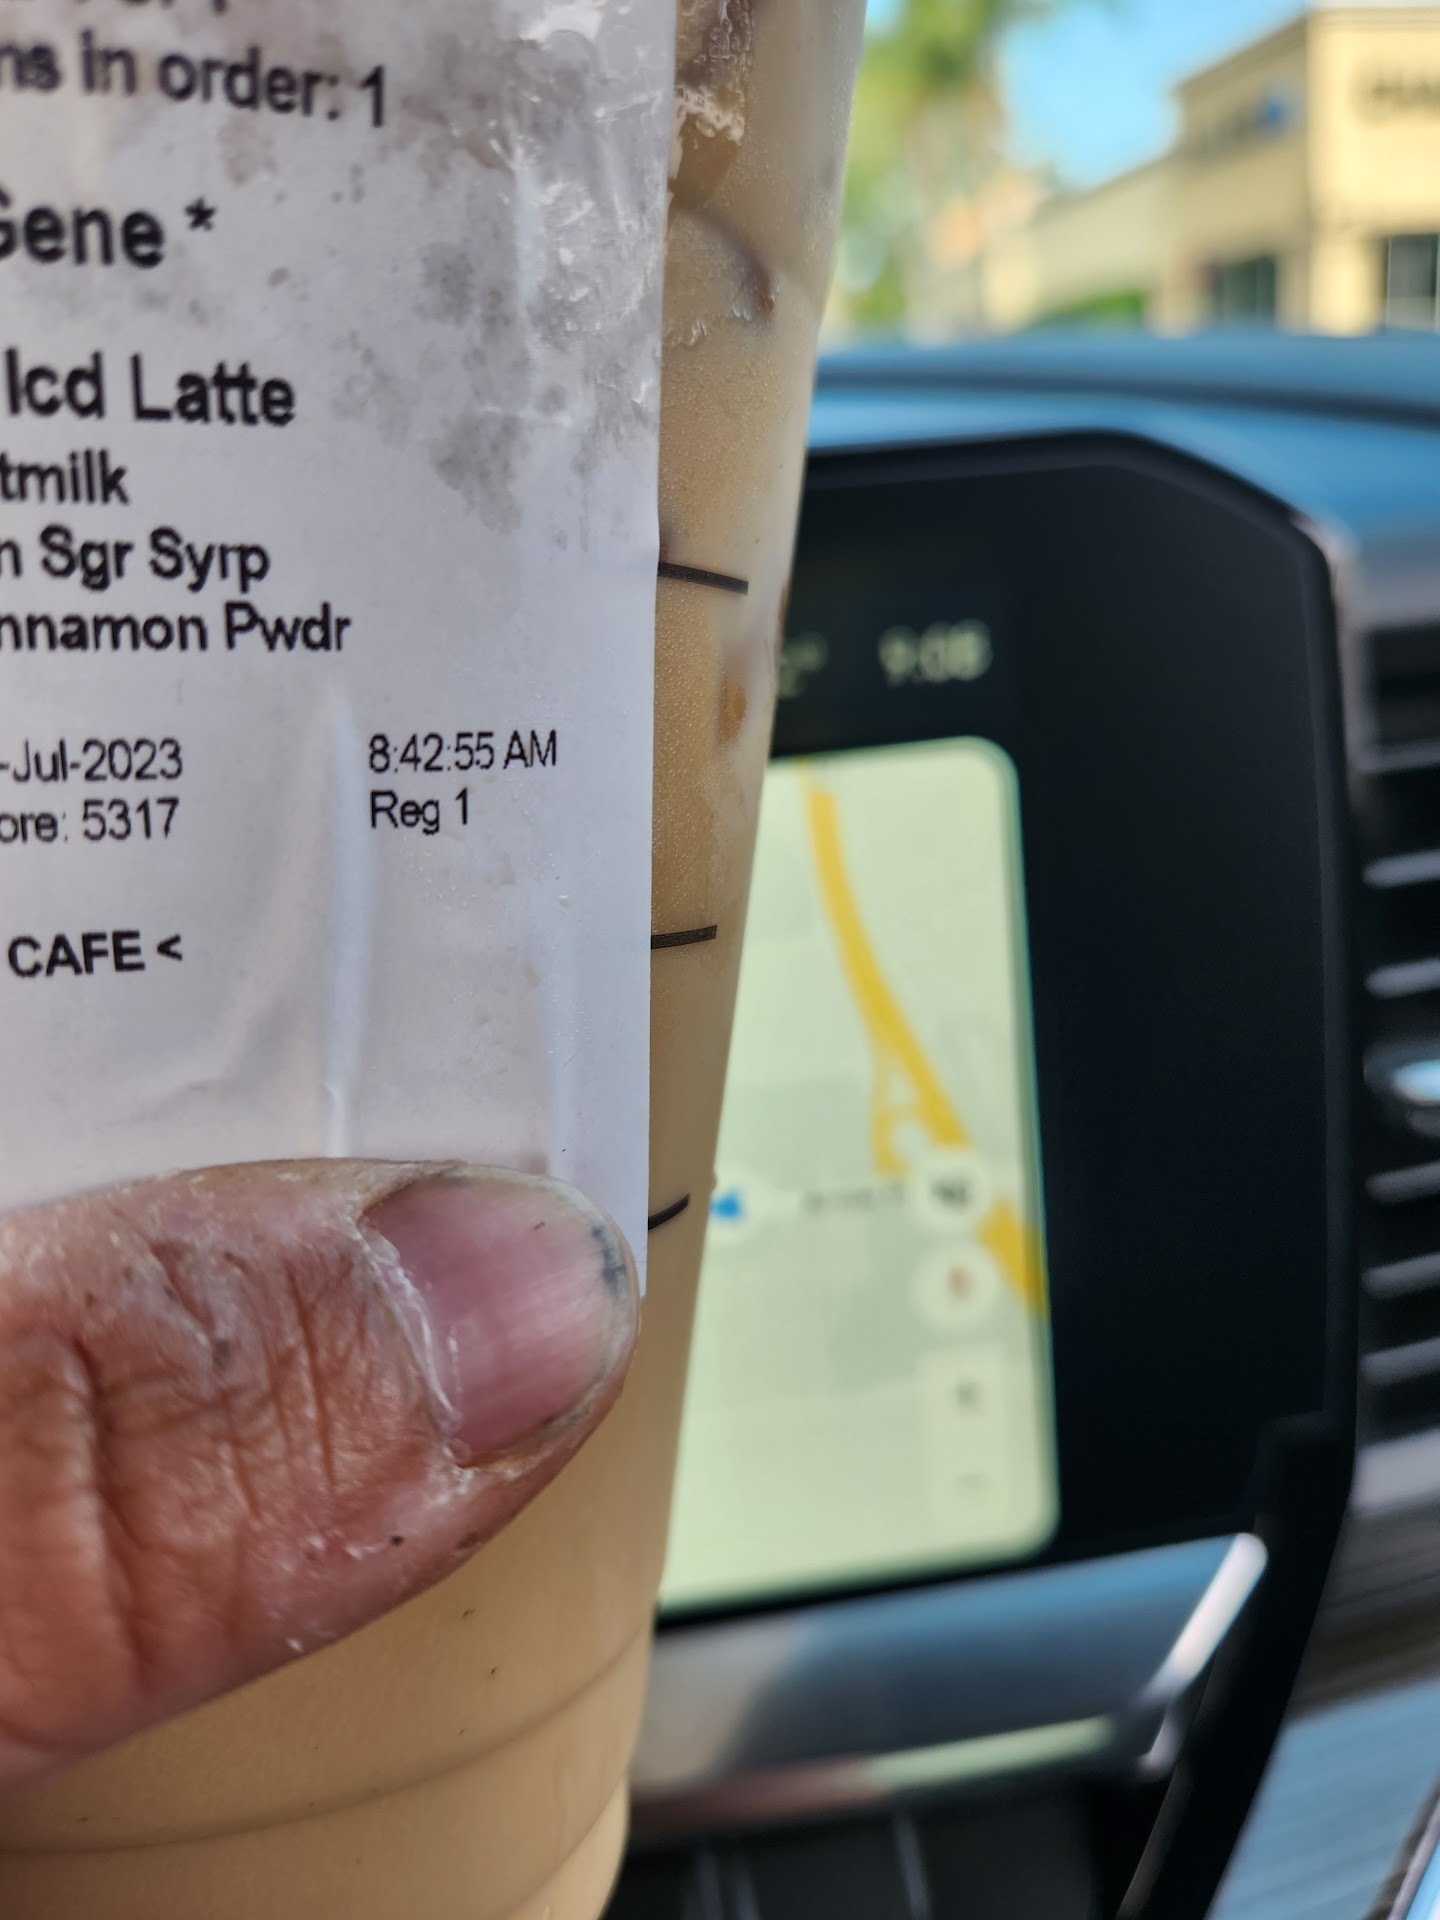 ns in order: 1
Gene *
Icd Latte
tmilk
n Sgr Syrp
nnamon Pwdr
-Jul-2023 8:42:55 AM
ore: 5317 Reg 1
CAFE <
9:08